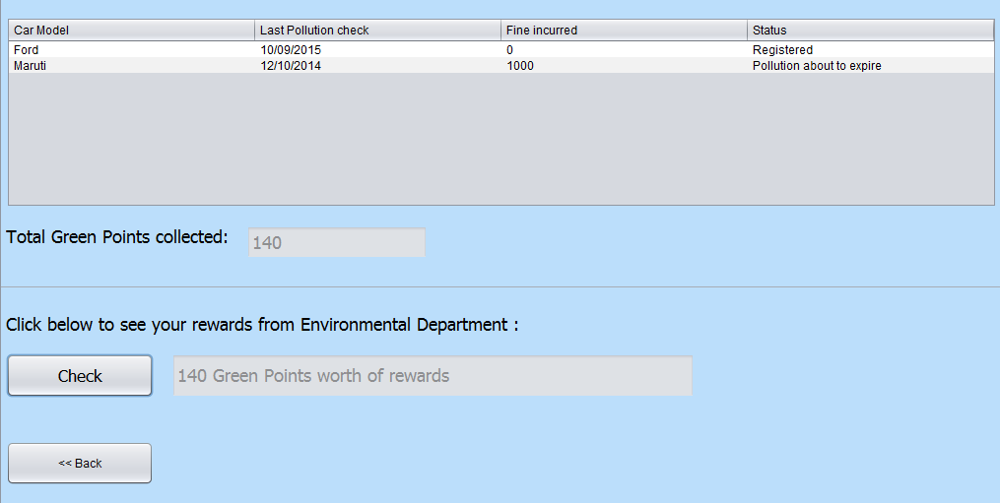 Car Model Last Pollution check Fine incurred Status
Ford 10/09/2015 0 Registered
Maruti 12/10/2014 1000 Pollution about to expire
Total Green Points collected: 140
Click below to see your rewards from Environmental Department :
Check 140 Green Points worth of rewards
<< Back